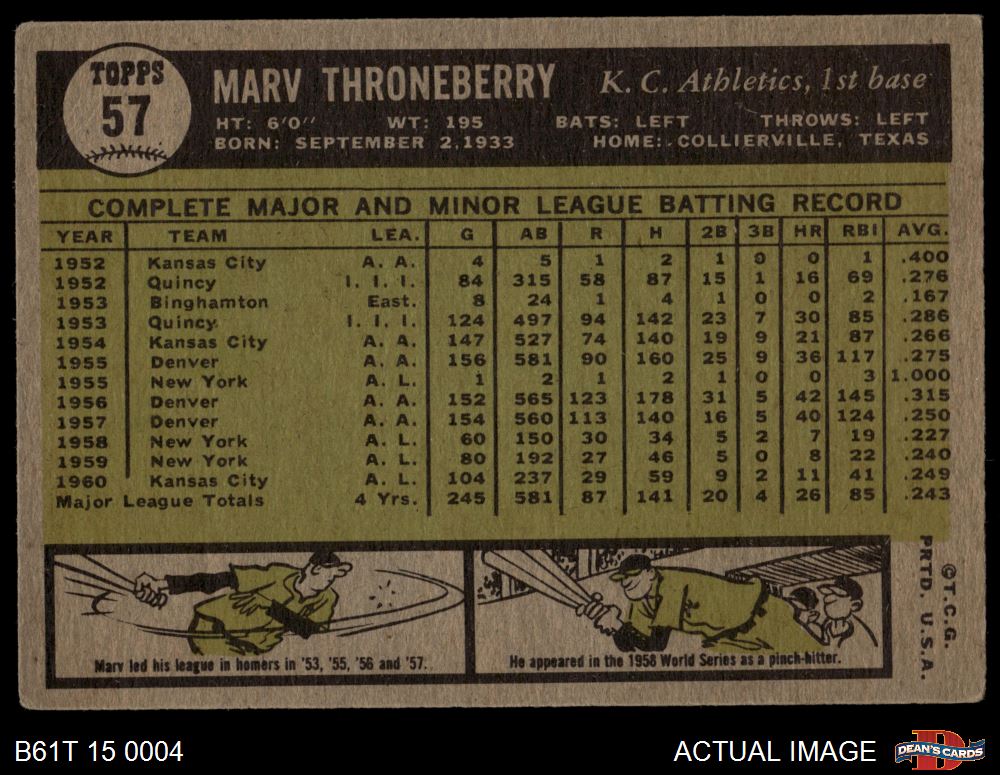 TOPPS
57
MARV THRONEBERRY K. C. Athletics, 1st base
HT: 6'0" WT: 195 BATS: LEFT THROWS: LEFT
BORN: SEPTEMBER 2, 1933 HOME: COLLIERVILLE, TEXAS
COMPLETE MAJOR AND MINOR LEAGUE BATTING RECORD
YEAR TEAM LEA. G AB R H 2B 3B HR RBI AVG.
1952 Kansas City A. A. 4 5 1 2 1 0 0 1 .400
1952 Quincy I. I. I. 84 315 58 87 15 1 16 69 .276
1953 Binghamton East. 8 24 1 4 1 0 0 2 .167
1953 Quincy I. I. I. 124 497 94 142 23 7 30 85 .286
1954 Kansas City A. A. 147 527 74 140 19 9 21 87 .266
1955 Denver A. A. 156 581 90 160 25 9 36 117 .275
1955 New York A. L. 1 2 1 2 1 0 0 3 1.000
1956 Denver A. A. 152 565 123 178 31 5 42 145 .315
1957 Denver A. A. 154 560 113 140 16 5 40 124 .250
1958 New York A. L. 60 150 30 34 5 2 7 19 .227
1959 New York A. L. 80 192 27 46 5 0 8 22 .240
1960 Kansas City A. L. 104 237 29 59 9 2 11 41 .249
Major League Totals 4 Yrs. 245 581 87 141 20 4 26 85 .243
Marv led his league in homers in '53, '55, '56 and '57.
He appeared in the 1958 World Series as a pinch-hitter.
©T.C.G.
PRTD. U.S.A.
B61T 15 0004 ACTUAL IMAGE
D
DEAN'S CARDS